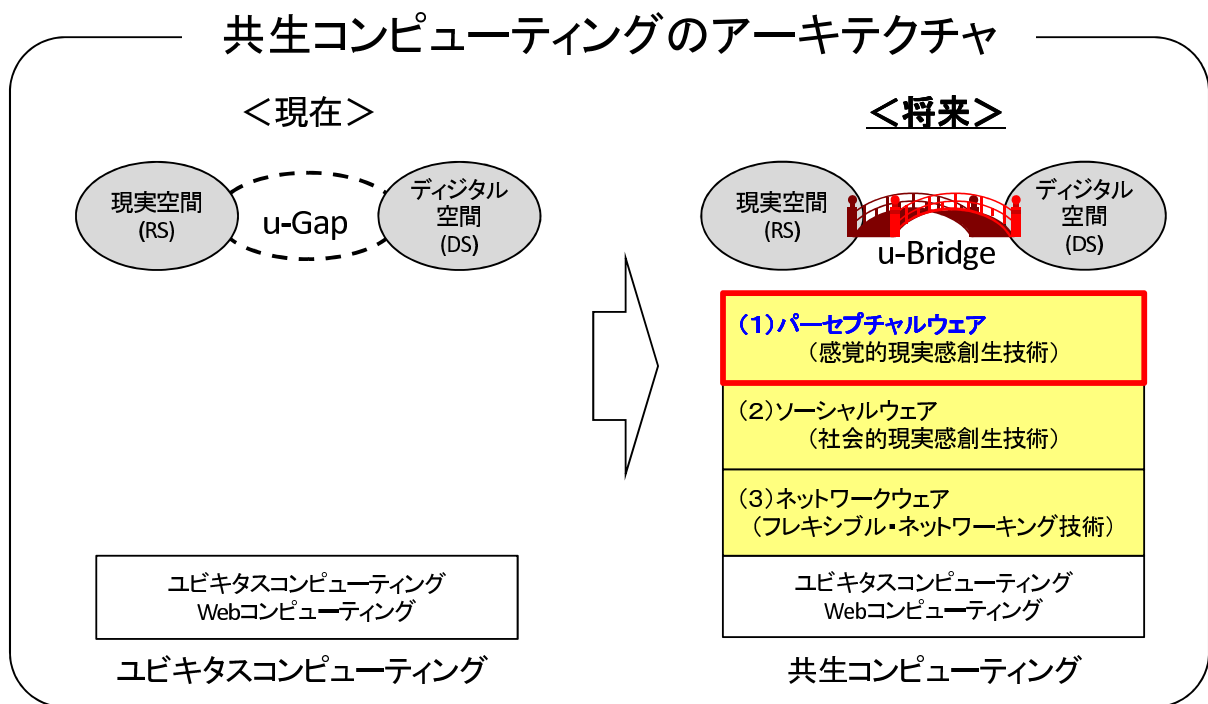 共生コンピューティングのアーキテクチャ
＜現在＞
現実空間
(RS)
u-Gap
ディジタル
空間
(DS)
ユビキタスコンピューティング
Webコンピューティング
ユビキタスコンピューティング
＜将来＞
現実空間
(RS)
u-Bridge
ディジタル
空間
(DS)
（１）パーセプチャルウェア
（感覚的現実感創生技術）
（２）ソーシャルウェア
（社会的現実感創生技術）
（３）ネットワークウェア
（フレキシブル・ネットワーキング技術）
ユビキタスコンピューティング
Webコンピューティング
共生コンピューティング